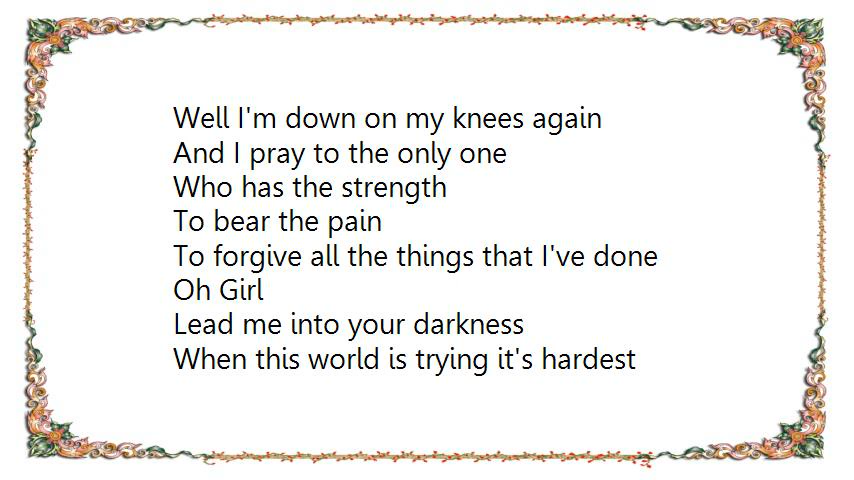 Well I'm down on my knees again
And I pray to the only one
Who has the strength
To bear the pain
To forgive all the things that I've done
Oh Girl
Lead me into your darkness
When this world is trying it's hardest